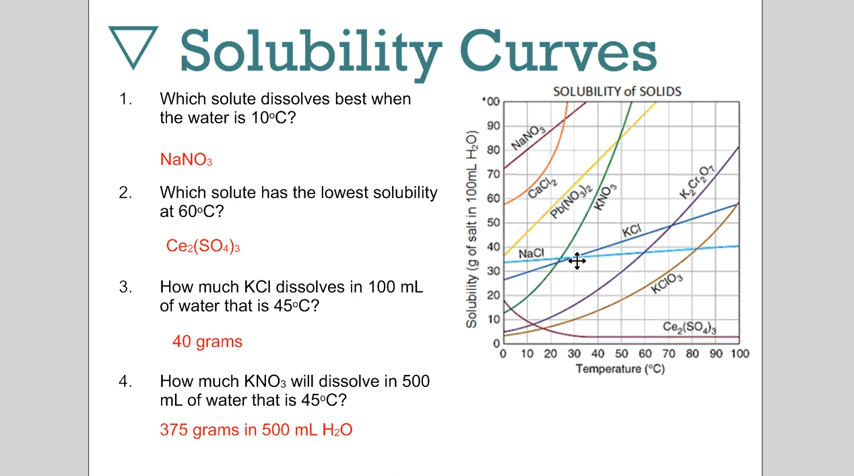 Solubility Curves
1. Which solute dissolves best when
the water is 10°C?
NaNO₃
2. Which solute has the lowest solubility
at 60°C?
Ce₂(SO₄)₃
3. How much KCl dissolves in 100 mL
of water that is 45°C?
40 grams
4. How much KNO₃ will dissolve in 500
mL of water that is 45°C?
375 grams in 500 mL H₂O
SOLUBILITY of SOLIDS
Solubility (g of salt in 100mL H₂O)
100
90
80
70
60
50
40
30
20
10
0
NaNO₃
CaCl₂
Pb(NO₃)₂
KNO₃
K₂Cr₂O₇
KCl
NaCl
KClO₃
Ce₂(SO₄)₃
0 10 20 30 40 50 60 70 80 90 100
Temperature (°C)